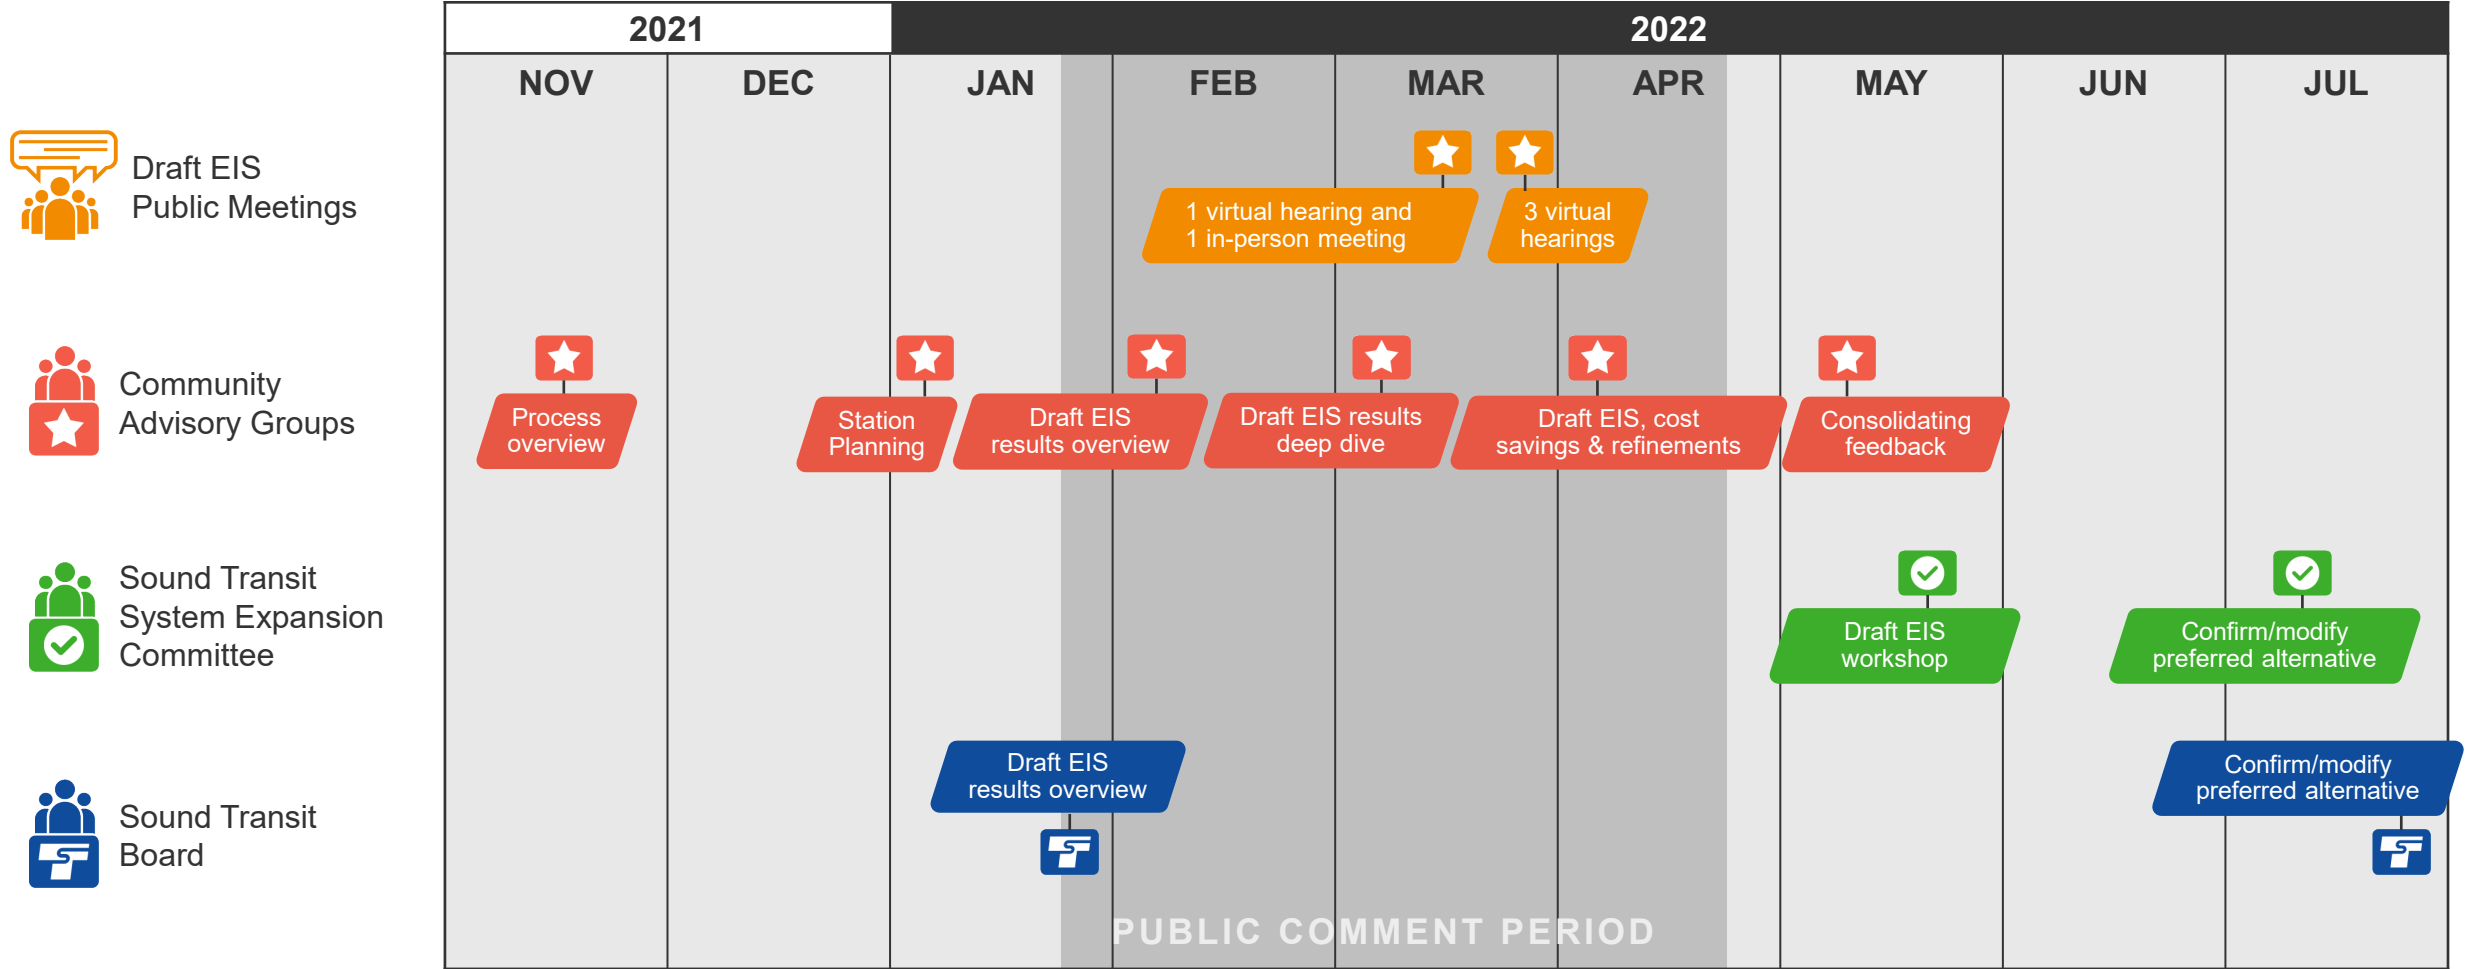 2021
2022
NOV
DEC
JAN
FEB
MAR
APR
MAY
JUN
JUL
Draft EIS
Public Meetings
1 virtual hearing and
1 in-person meeting
3 virtual
hearings
Community
Advisory Groups
Process
overview
Station
Planning
Draft EIS
results overview
Draft EIS results
deep dive
Draft EIS, cost
savings & refinements
Consolidating
feedback
Sound Transit
System Expansion
Committee
Draft EIS
workshop
Confirm/modify
preferred alternative
Sound Transit
Board
Draft EIS
results overview
Confirm/modify
preferred alternative
PUBLIC COMMENT PERIOD